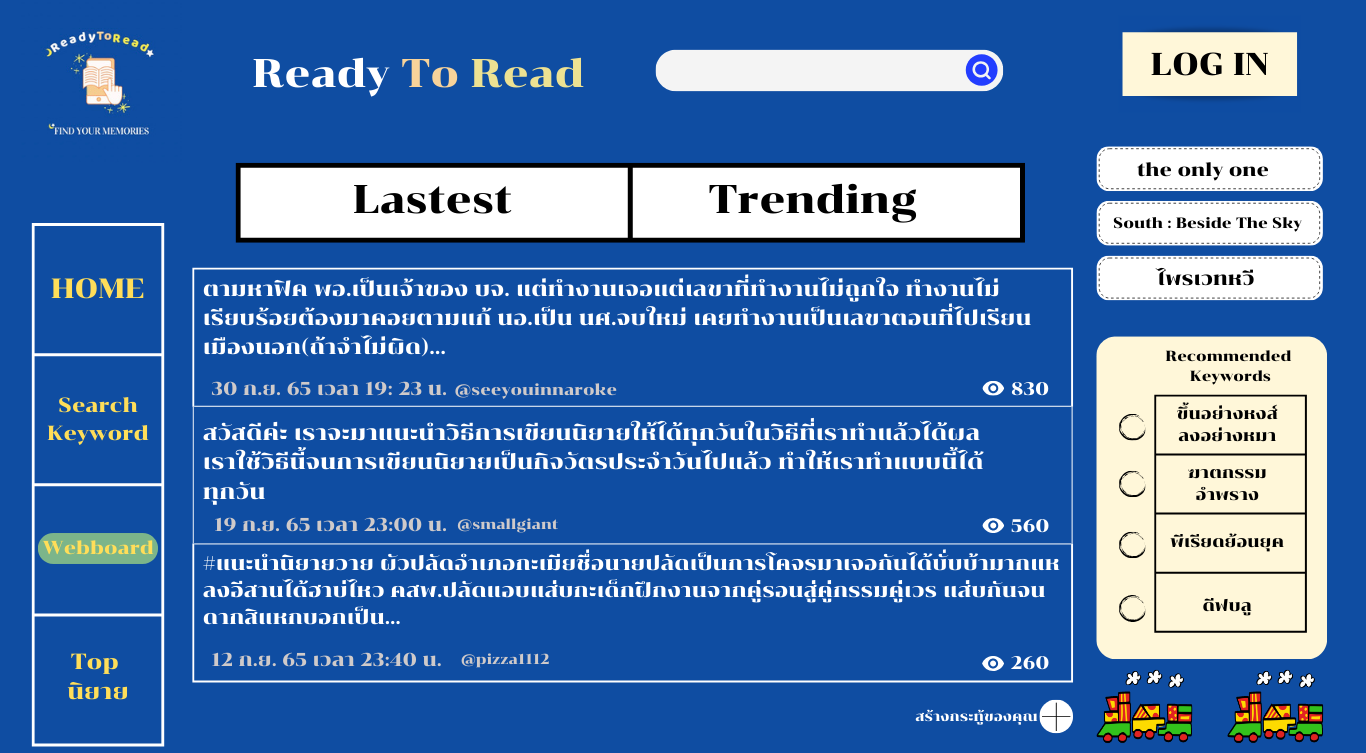 ReadyToRead
FIND YOUR MEMORIES
Ready To Read
LOG IN
HOME
Search
Keyword
Webboard
Top
นิยาย
Lastest
Trending
ตามหาฟิค พอ.เป็นเจ้าของ บจ. แต่ทำงานเจอแต่เลขาที่ทำงานไม่ถูกใจ ทำงานไม่
เรียบร้อยต้องมาคอยตามแก้ นอ.เป็น นศ.จบใหม่ เคยทำงานเป็นเลขาตอนที่ไปเรียน
เมืองนอก(ถ้าจำไม่ผิด)...
30 ก.ย. 65 เวลา 19: 23 น. @seeyouinnaroke
830
สวัสดีค่ะ เราจะมาแนะนำวิธีการเขียนนิยายให้ได้ทุกวันในวิธีที่เราทำแล้วได้ผล
เราใช้วิธีนี้จนการเขียนนิยายเป็นกิจวัตรประจำวันไปแล้ว ทำให้เราทำแบบนี้ได้
ทุกวัน
19 ก.ย. 65 เวลา 23:00 น. @smallgiant
560
#แนะนำนิยายวาย ผัวปลัดอำเภอกะเมียชื่อนายปลัดเป็นการโคจรมาเจอกันได้บั่บบ้ามากแห
ลงอีสานได้ฮาบ่ไหว คสพ.ปลัดแอบแส่บกะเด็กฝึกงานจากคู่รอนสู่คู่กรรมคู่เวร แส่บกันจน
ดากสิแหกบอกเป็น...
12 ก.ย. 65 เวลา 23:40 น. @pizza1112
260
สร้างกระทู้ของคุณ
the only one
South : Beside The Sky
ไพรเวทหวี
Recommended
Keywords
ขึ้นอย่างหงส์
ลงอย่างหมา
ฆาตกรรม
อำพราง
พีเรียดย้อนยุค
ดีฟบลู